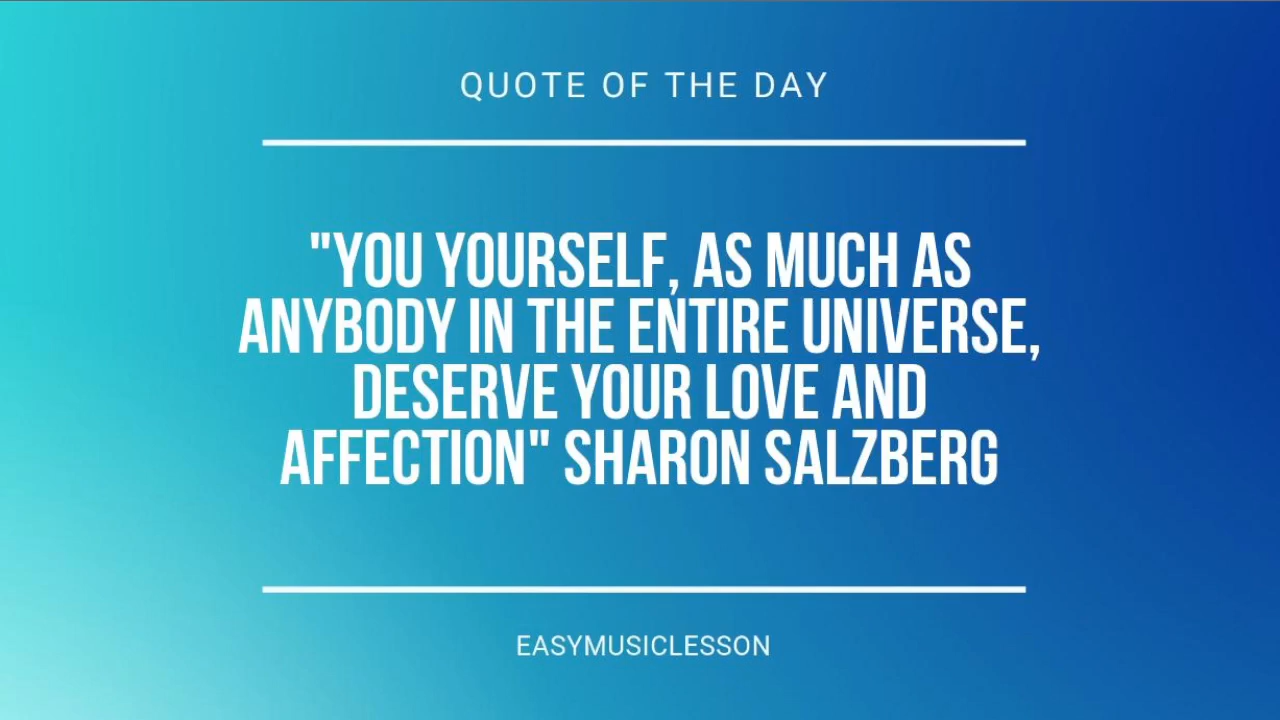 QUOTE OF THE DAY
"YOU YOURSELF, AS MUCH AS
ANYBODY IN THE ENTIRE UNIVERSE,
DESERVE YOUR LOVE AND
AFFECTION" SHARON SALZBERG
EASYMUSICLESSON